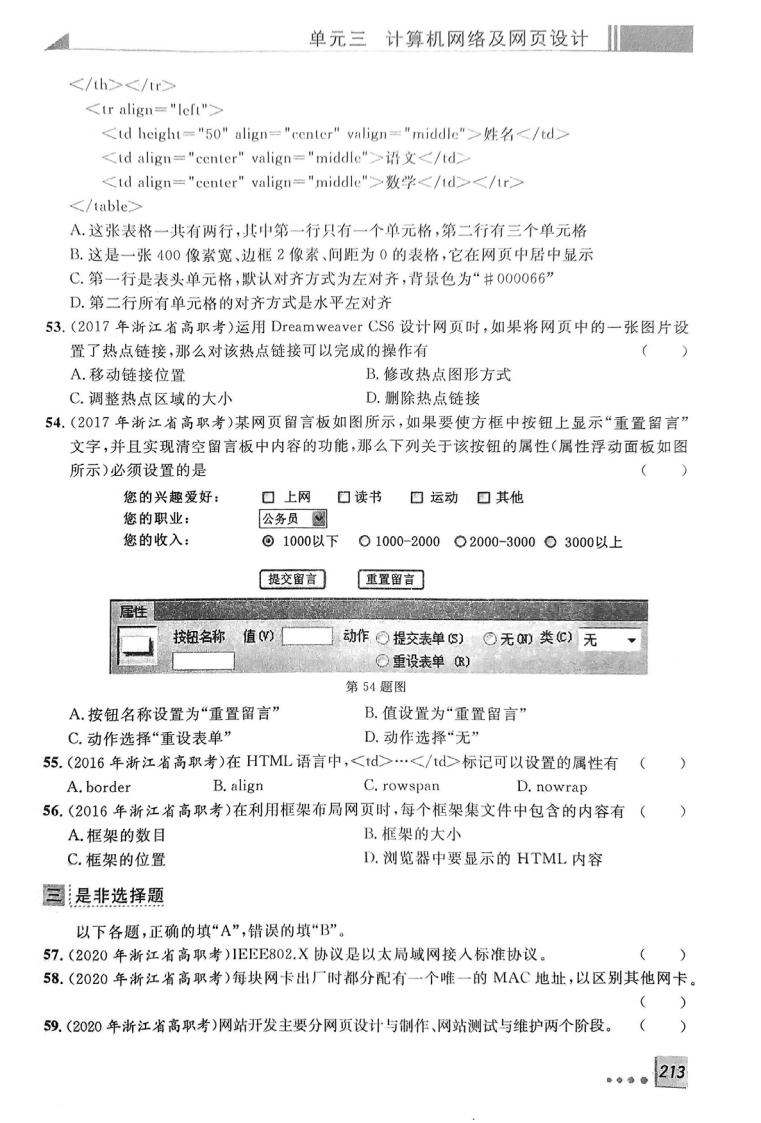 单元三 计算机网络及网页设计
</th></tr>
<tr align="left">
<td height="50" align="center" valign="middle">姓名</td>
<td align="center" valign="middle">语文</td>
<td align="center" valign="middle">数学</td></tr>
</table>
A. 这张表格一共有两行,其中第一行只有一个单元格,第二行有三个单元格
B. 这是一张 400 像素宽、边框 2 像素、间距为 0 的表格,它在网页中居中显示
C. 第一行是表头单元格,默认对齐方式为左对齐,背景色为“#000066”
D. 第二行所有单元格的对齐方式是水平左对齐
53. (2017 年浙江省高职考)运用 Dreamweaver CS6 设计网页时,如果将网页中的一张图片设
置了热点链接,那么对该热点链接可以完成的操作有 ( )
A. 移动链接位置 B. 修改热点图形方式
C. 调整热点区域的大小 D. 删除热点链接
54. (2017 年浙江省高职考)某网页留言板如图所示,如果要使方框中按钮上显示“重置留言”
文字,并且实现清空留言板中内容的功能,那么下列关于该按钮的属性(属性浮动面板如图
所示)必须设置的是 ( )
您的兴趣爱好: 上网 读书 运动 其他
您的职业: 公务员
您的收入: 1000以下 1000-2000 2000-3000 3000以上
提交留言 重置留言
属性
按钮名称 值(V) 动作 提交表单(S) 无(N) 类(C) 无
重设表单 (R)
第 54 题图
A. 按钮名称设置为“重置留言” B. 值设置为“重置留言”
C. 动作选择“重设表单” D. 动作选择“无”
55. (2016 年浙江省高职考)在 HTML 语言中,<td>…</td>标记可以设置的属性有 ( )
A. border B. align C. rowspan D. nowrap
56. (2016 年浙江省高职考)在利用框架布局网页时,每个框架集文件中包含的内容有 ( )
A. 框架的数目 B. 框架的大小
C. 框架的位置 D. 浏览器中要显示的 HTML 内容
三 是非选择题
以下各题,正确的填“A”,错误的填“B”。
57. (2020 年浙江省高职考)IEEE802.X 协议是以太局域网接入标准协议。 ( )
58. (2020 年浙江省高职考)每块网卡出厂时都分配有一个唯一的 MAC 地址,以区别其他网卡。
( )
59. (2020 年浙江省高职考)网站开发主要分网页设计与制作、网站测试与维护两个阶段。 ( )
213